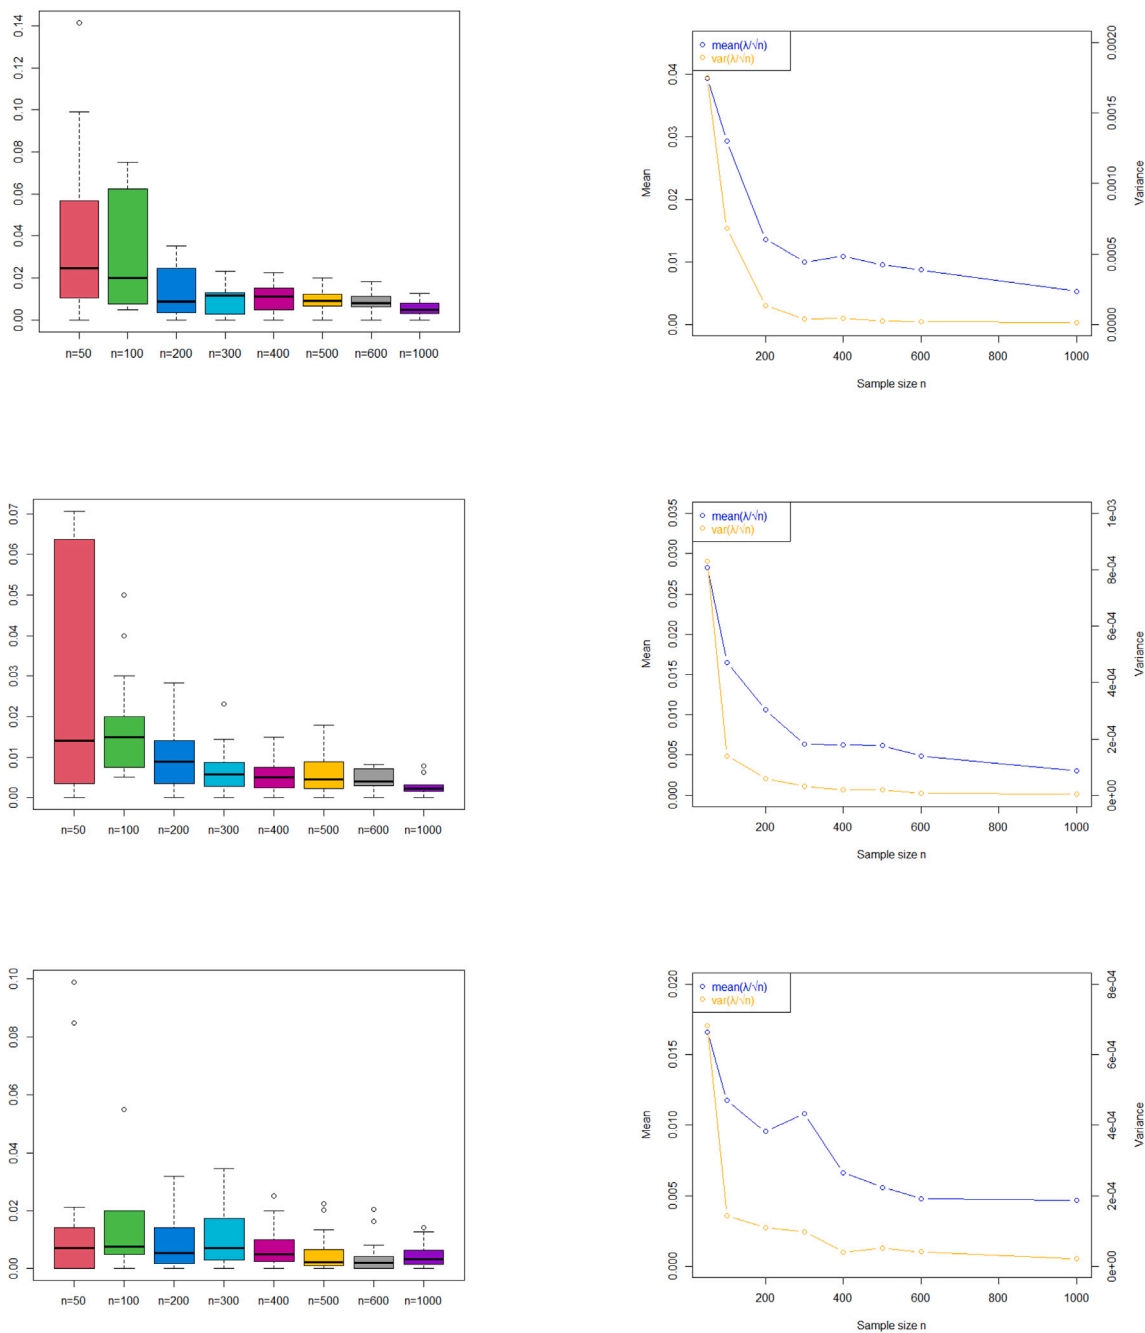 0.00 0.02 0.04 0.06 0.08 0.10 0.12 0.14
n=50 n=100 n=200 n=300 n=400 n=500 n=600 n=1000
mean(λ/√n)
var(λ/√n)
Mean
0.00 0.01 0.02 0.03 0.04
0.0000 0.0005 0.0010 0.0015 0.0020
Variance
200 400 600 800 1000
Sample size n
0.00 0.01 0.02 0.03 0.04 0.05 0.06 0.07
n=50 n=100 n=200 n=300 n=400 n=500 n=600 n=1000
mean(λ/√n)
var(λ/√n)
Mean
0.000 0.005 0.010 0.015 0.020 0.025 0.030 0.035
0e+00 2e-04 4e-04 6e-04 8e-04 1e-03
Variance
200 400 600 800 1000
Sample size n
0.00 0.02 0.04 0.06 0.08 0.10
n=50 n=100 n=200 n=300 n=400 n=500 n=600 n=1000
mean(λ/√n)
var(λ/√n)
Mean
0.000 0.005 0.010 0.015 0.020
0e+00 2e-04 4e-04 6e-04 8e-04
Variance
200 400 600 800 1000
Sample size n